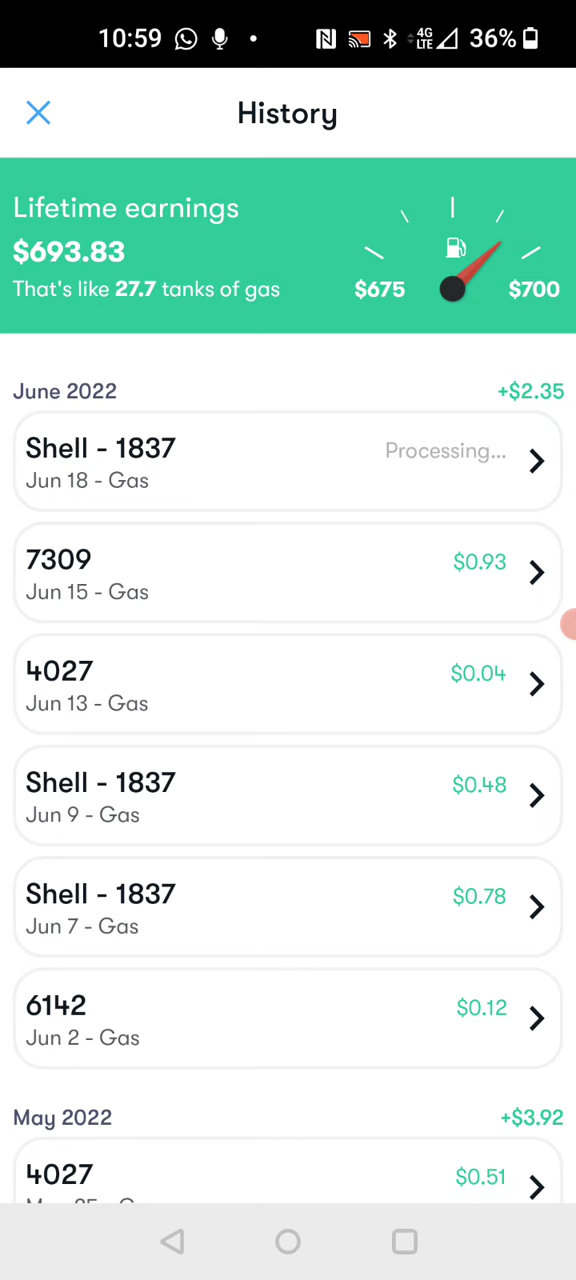 10:59 4G LTE 36%
History
Lifetime earnings
$693.83
That's like 27.7 tanks of gas
$675 $700
June 2022 +$2.35
Shell - 1837 Processing...
Jun 18 - Gas
7309 $0.93
Jun 15 - Gas
4027 $0.04
Jun 13 - Gas
Shell - 1837 $0.48
Jun 9 - Gas
Shell - 1837 $0.78
Jun 7 - Gas
6142 $0.12
Jun 2 - Gas
May 2022 +$3.92
4027 $0.51